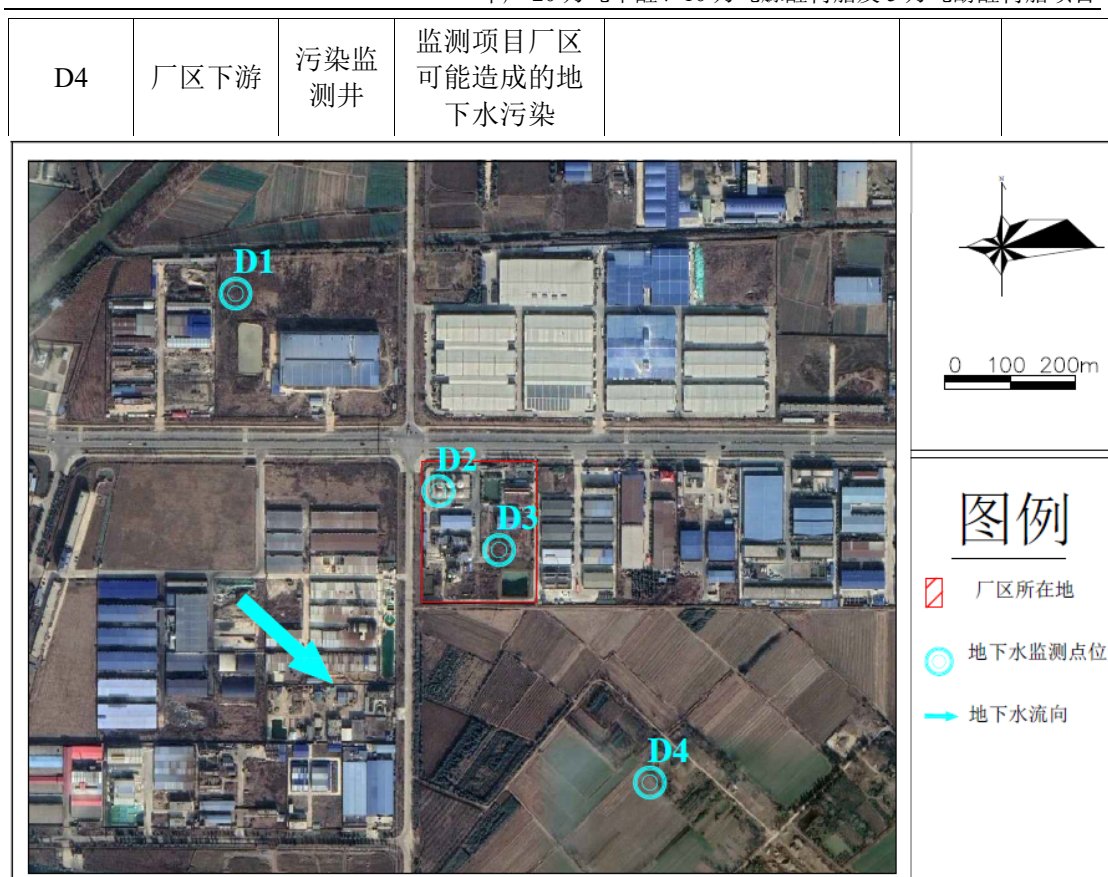 D4
厂区下游
污染监
测井
监测项目厂区
可能造成的地
下水污染
N
D1
0 100 200m
D2
D3
图例
厂区所在地
地下水监测点位
地下水流向
D4